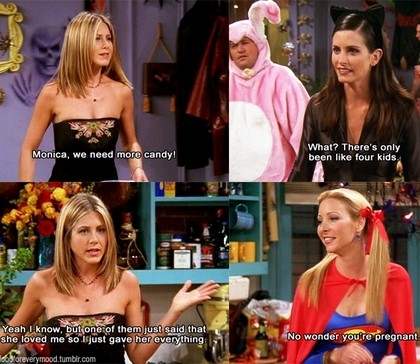 Monica, we need more candy!
What? There's only
been like four kids.
Yeah I know, but one of them just said that
she loved me so I just gave her everything.
No wonder you're pregnant.
foreverymood.tumblr.com